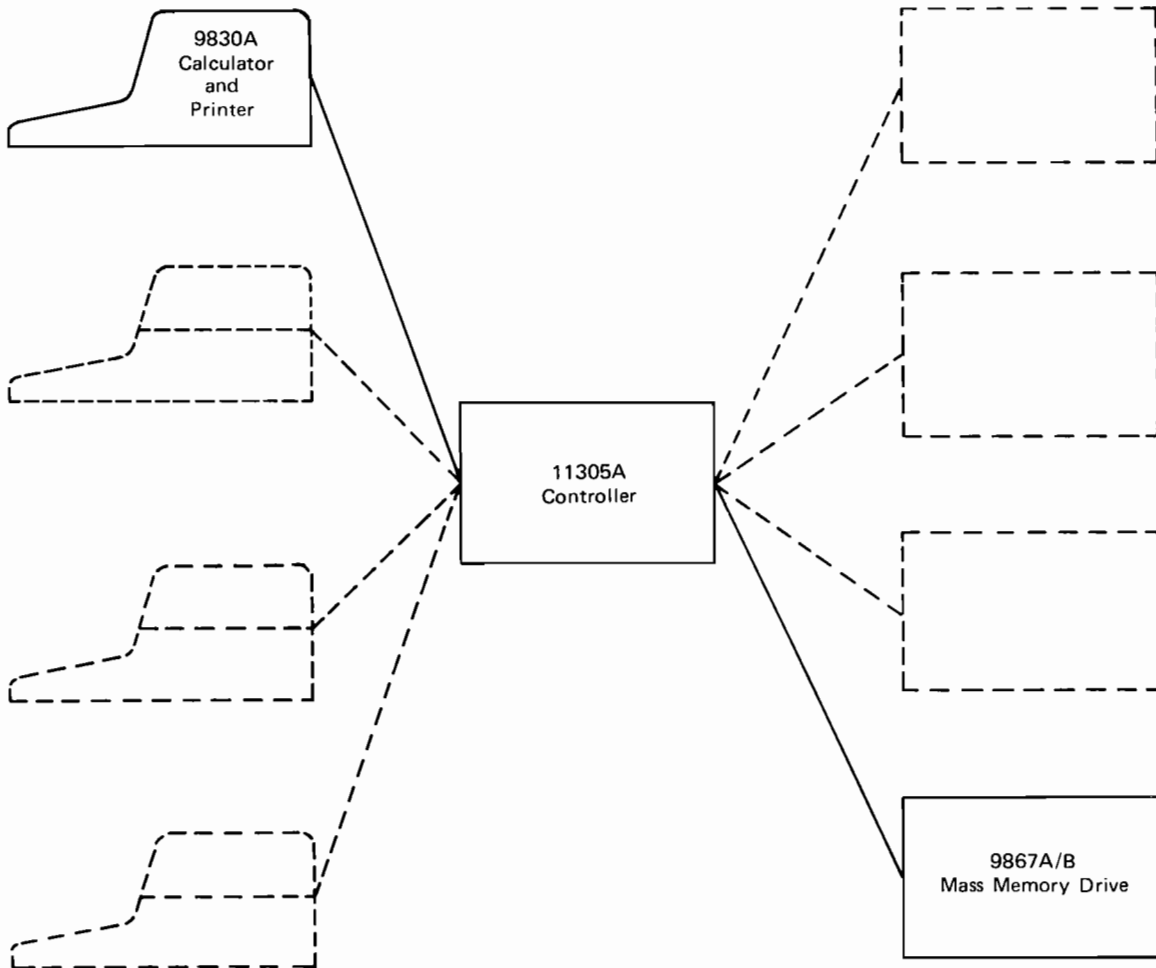 9830A
Calculator
and
Printer
11305A
Controller
9867A/B
Mass Memory Drive